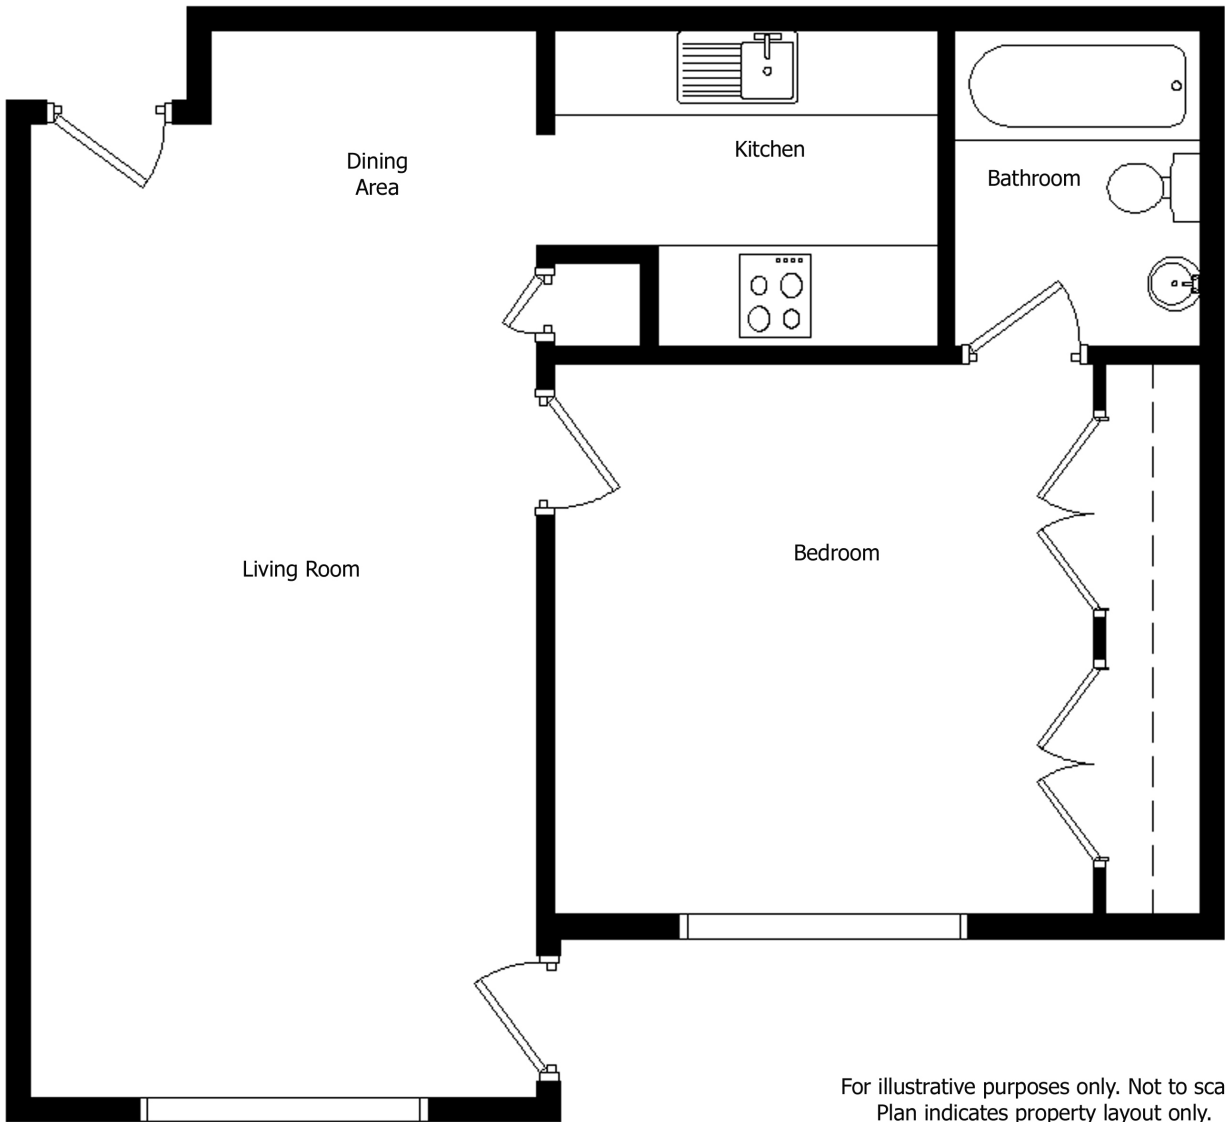 Dining
Area
Kitchen
Bathroom
Bedroom
Living Room
For illustrative purposes only. Not to sca
Plan indicates property layout only.